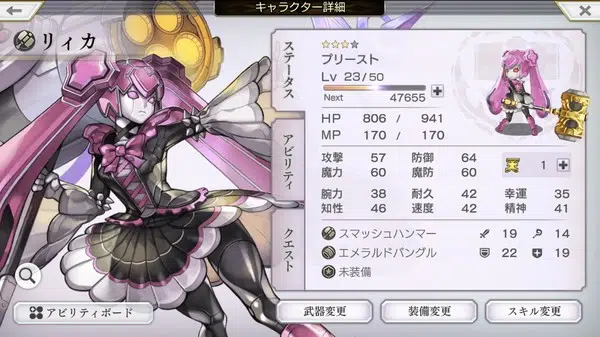 キャラクター詳細
リィカ
ステータス
アビリティ
クエスト
プリースト
Lv 23/50
Next 47655
HP 806 / 941
MP 170 / 170
攻撃 57 防御 64
魔力 60 魔防 60
1
腕力 38 耐久 42 幸運 35
知性 46 速度 42 精神 41
スマッシュハンマー 19 14
エメラルドバングル 22 19
未装備
アビリティボード
武器変更
装備変更
スキル変更